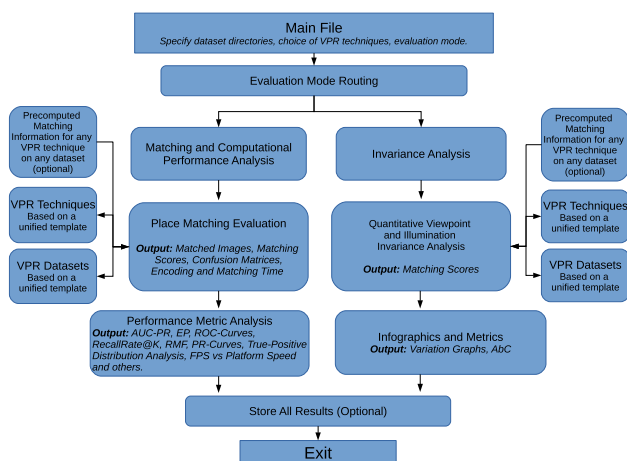 Main File
Specify dataset directories, choice of VPR techniques, evaluation mode.
Evaluation Mode Routing
Precomputed
Matching
Information for any
VPR technique
on any dataset
(optional)
Matching and Computational
Performance Analysis
Invariance Analysis
Precomputed
Matching
Information for any
VPR technique
on any dataset
(optional)
VPR Techniques
Based on a
unified template
Place Matching Evaluation
Output: Matched Images, Matching
Scores, Confusion Matrices,
Encoding and Matching Time
Quantitative Viewpoint
and Illumination
Invariance Analysis
Output: Matching Scores
VPR Techniques
Based on a
unified template
VPR Datasets
Based on a
unified template
VPR Datasets
Based on a
unified template
Performance Metric Analysis
Output: AUC-PR, EP, ROC-Curves,
RecallRate@K, RMF, PR-Curves, True-Positive
Distribution Analysis, FPS vs Platform Speed
and others.
Infographics and Metrics
Output: Variation Graphs, AbC
Store All Results (Optional)
Exit